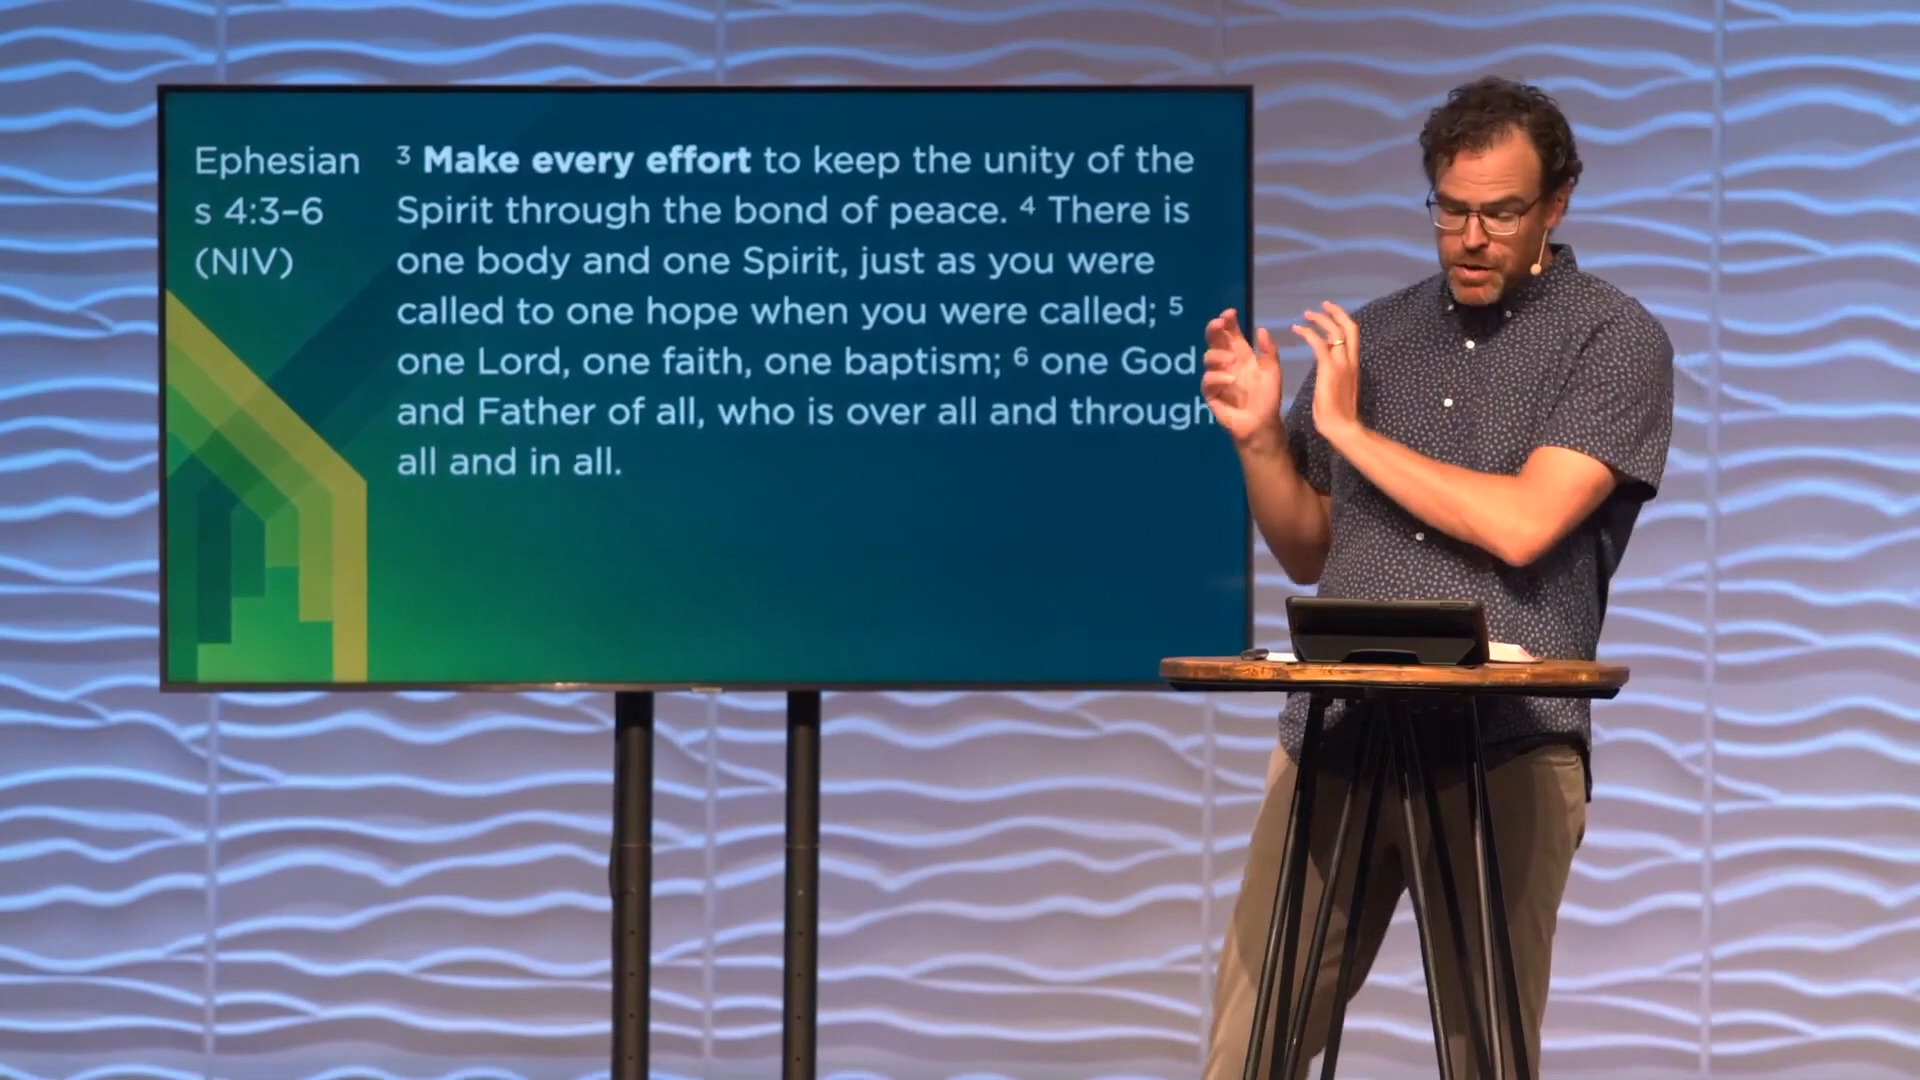 Ephesian
s 4:3–6
(NIV)
³ Make every effort to keep the unity of the
Spirit through the bond of peace. ⁴ There is
one body and one Spirit, just as you were
called to one hope when you were called; ⁵
one Lord, one faith, one baptism; ⁶ one God
and Father of all, who is over all and through
all and in all.